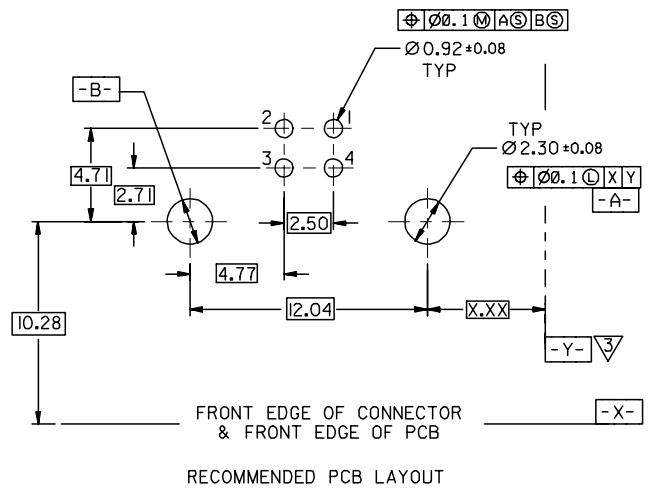 ⌖ Ø0.1 Ⓜ A Ⓢ B Ⓢ
Ø0.92 ±0.08
TYP
-B-
2 1
3 4
TYP
Ø2.30 ±0.08
⌖ Ø0.1 Ⓛ X Y
-A-
4.71
2.71
2.50
4.77
12.04
X.XX
10.28
-Y- 3
-X-
FRONT EDGE OF CONNECTOR
& FRONT EDGE OF PCB
RECOMMENDED PCB LAYOUT